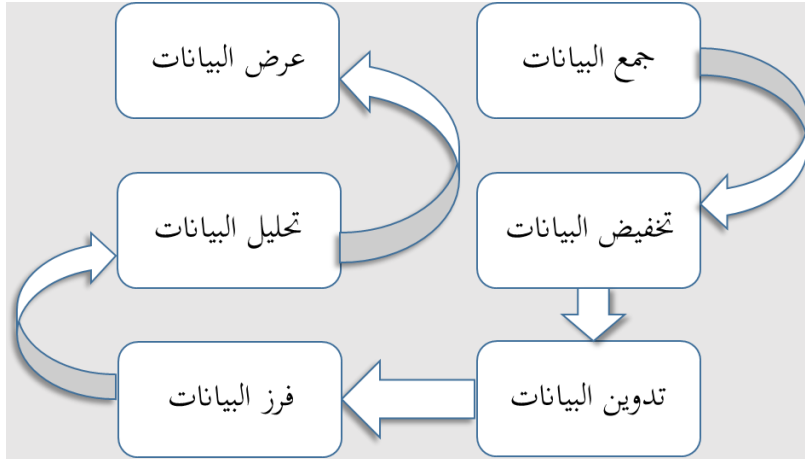 جمع البيانات
عرض البيانات
تخفيض البيانات
تحليل البيانات
تدوين البيانات
فرز البيانات